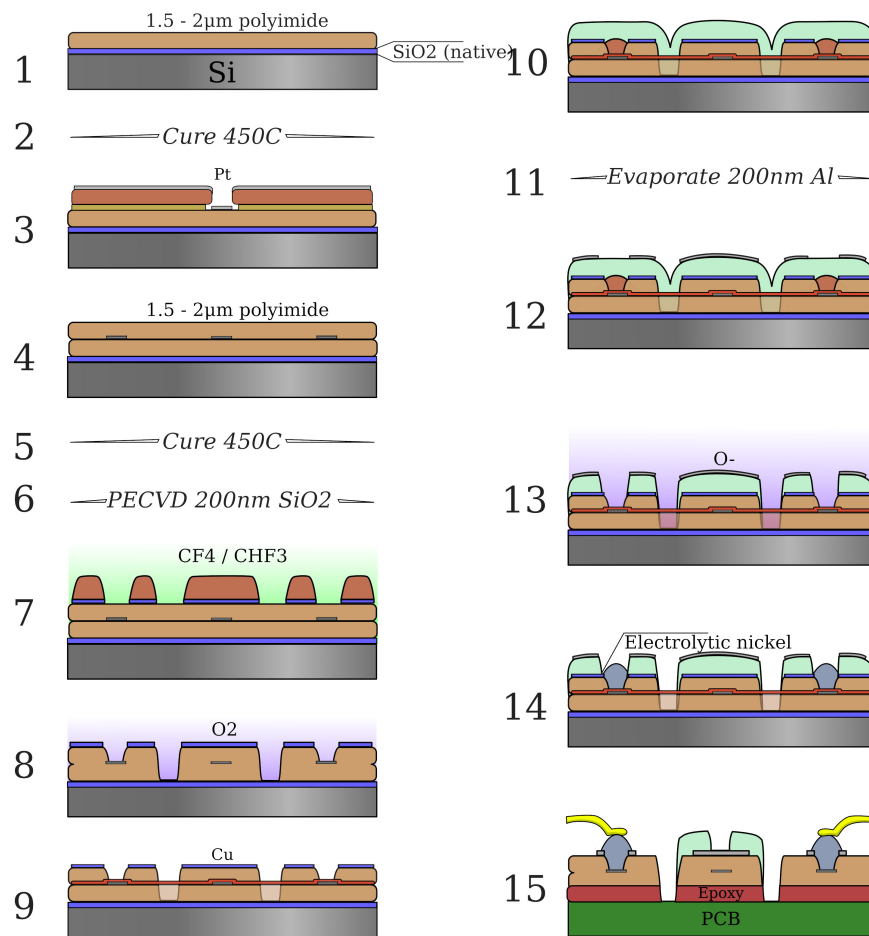 1.5 - 2µm polyimide
SiO2 (native)
1
Si
2
Cure 450C
Pt
3
1.5 - 2µm polyimide
4
5
Cure 450C
6
PECVD 200nm SiO2
CF4 / CHF3
7
O2
8
Cu
9
10
11
Evaporate 200nm Al
12
O-
13
Electrolytic nickel
14
15
Epoxy
PCB